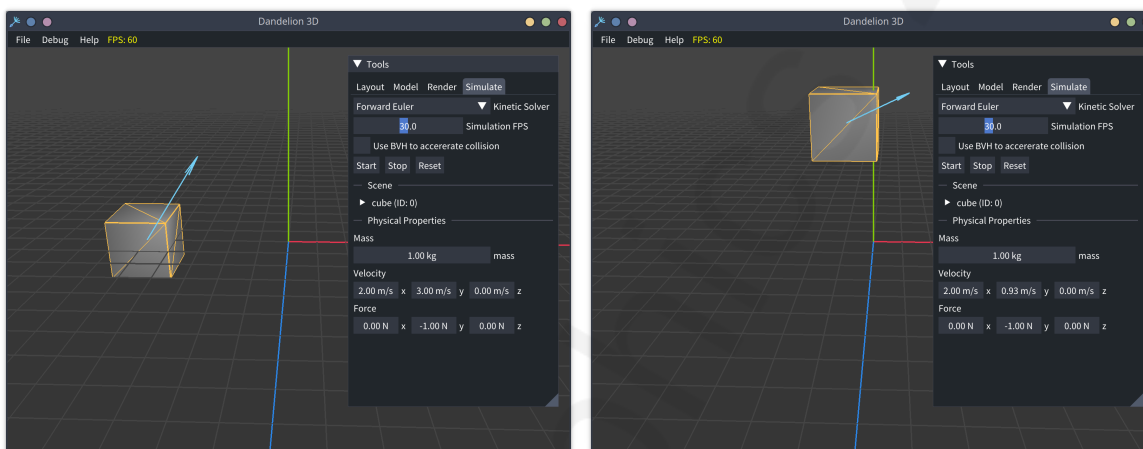 Dandelion 3D
File Debug Help FPS: 60
Tools
Layout Model Render Simulate
Forward Euler Kinetic Solver
30.0 Simulation FPS
Use BVH to accererate collision
Start Stop Reset
Scene
cube (ID: 0)
Physical Properties
Mass
1.00 kg mass
Velocity
2.00 m/s x 3.00 m/s y 0.00 m/s z
Force
0.00 N x -1.00 N y 0.00 N z
Dandelion 3D
File Debug Help FPS: 60
Tools
Layout Model Render Simulate
Forward Euler Kinetic Solver
30.0 Simulation FPS
Use BVH to accererate collision
Start Stop Reset
Scene
cube (ID: 0)
Physical Properties
Mass
1.00 kg mass
Velocity
2.00 m/s x 0.93 m/s y 0.00 m/s z
Force
0.00 N x -1.00 N y 0.00 N z